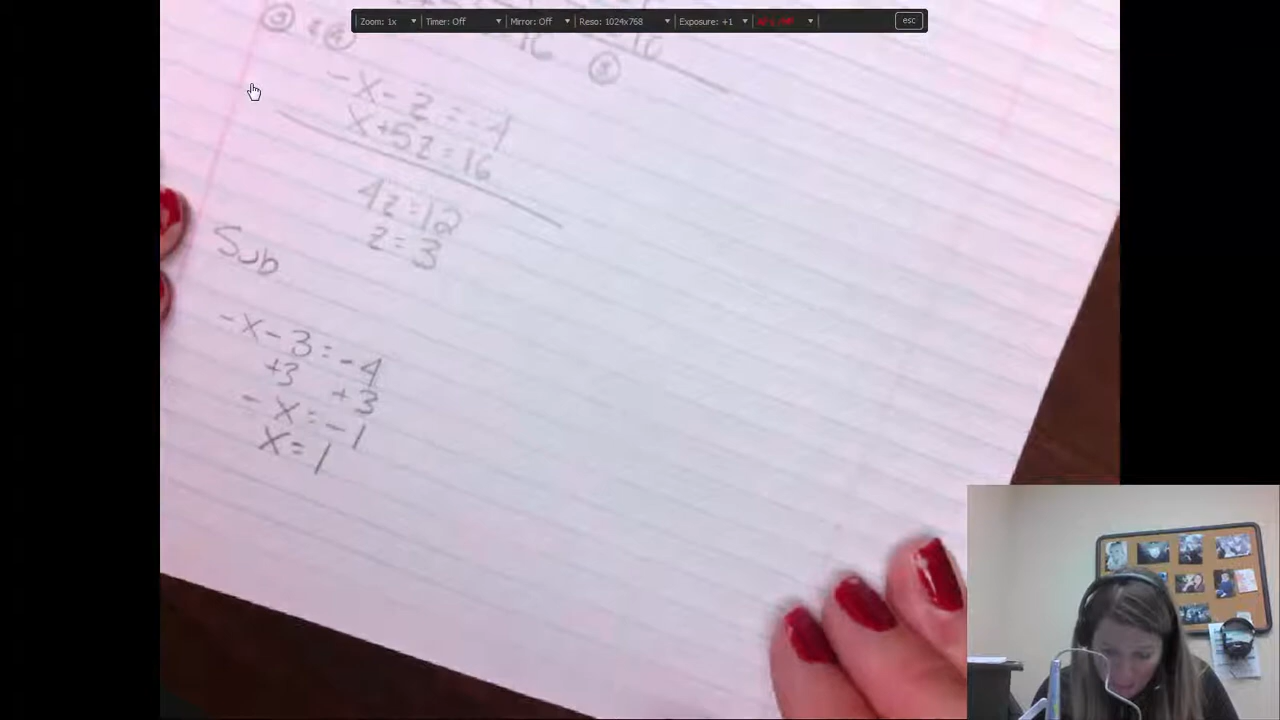 Zoom: 1x Timer: Off Mirror: Off Reso: 1024x768 Exposure: +1 esc
-x - z = -4
x + 5z = 16
4z = 12
z = 3
Sub
-x - 3 = -4
+3 +3
-x = -1
x = 1